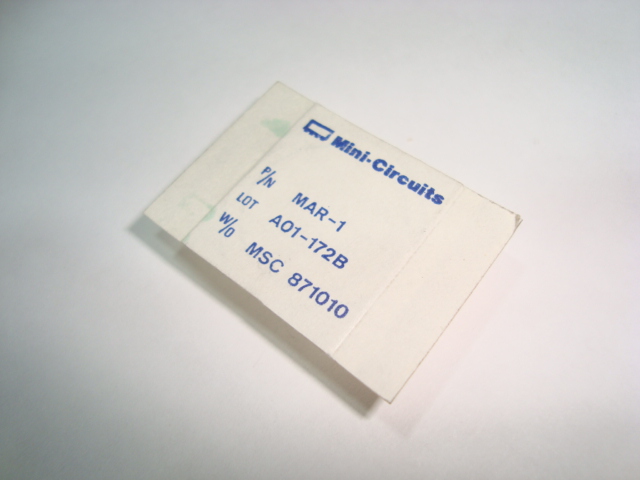 Mini-Circuits
P/N MAR-1
LOT A01-172B
W/O MSC 871010